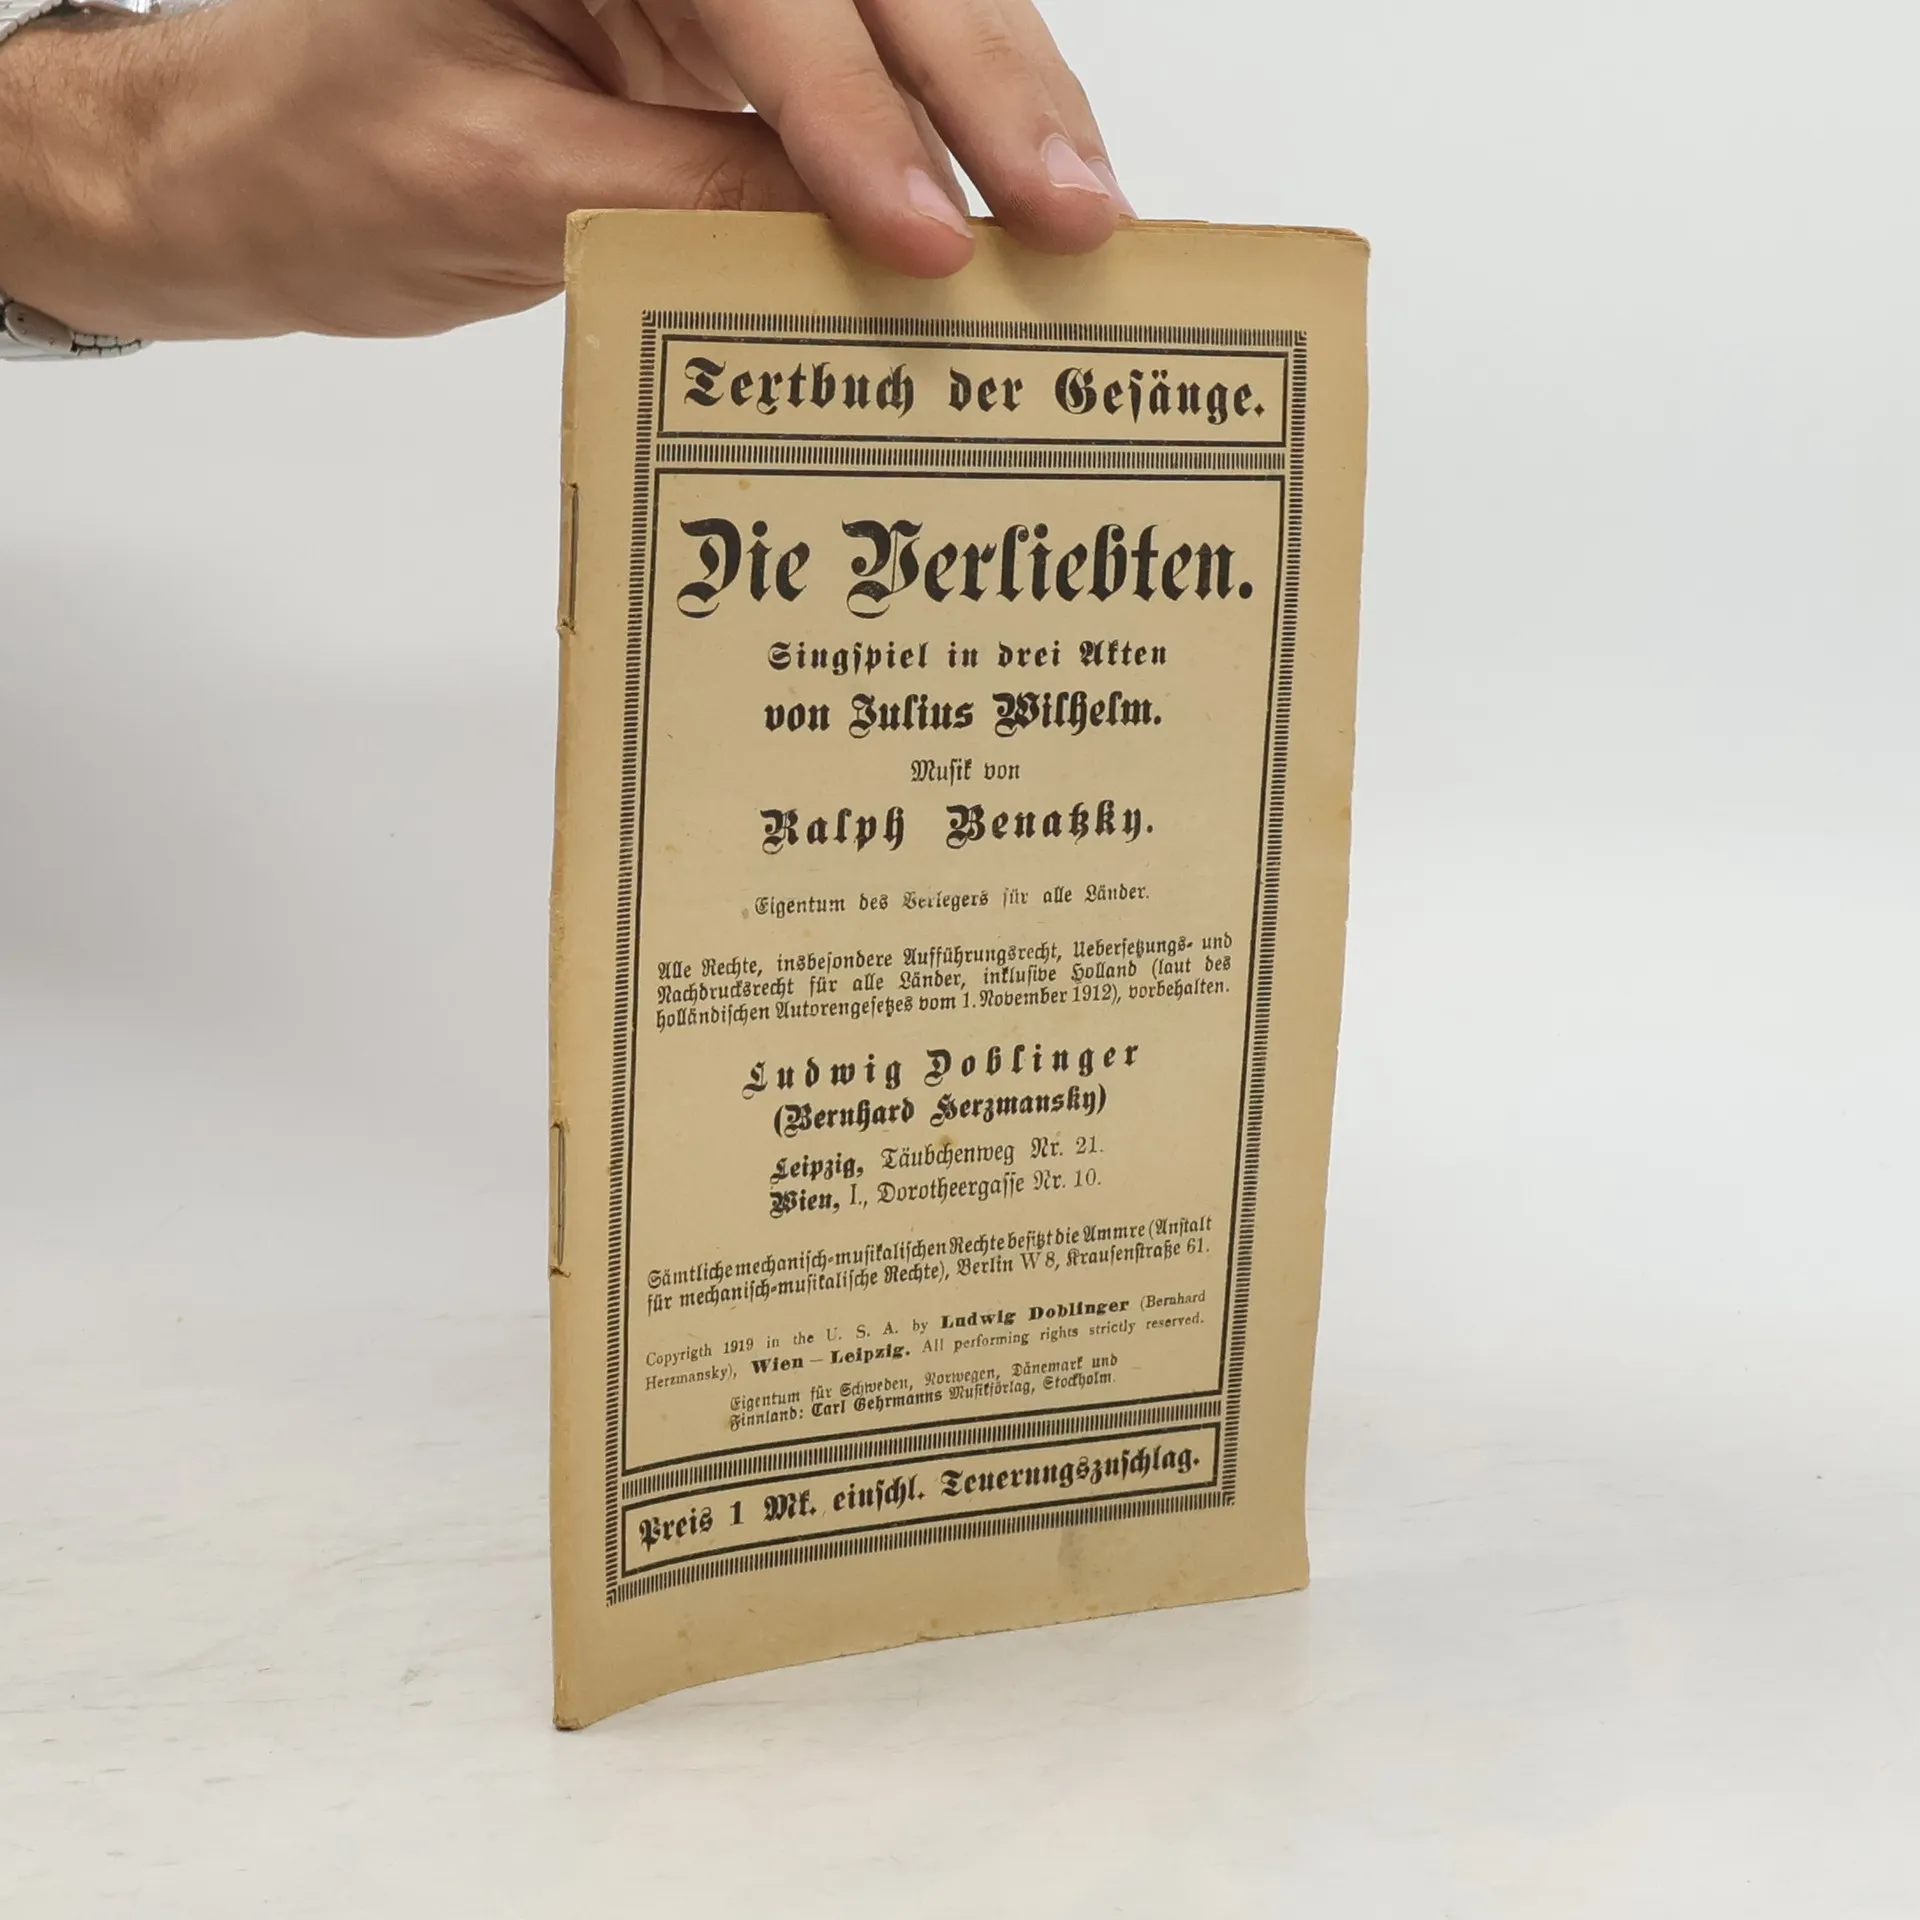 Textbuch der Gesänge.
Die Verliebten.
Singspiel in drei Akten
von Julius Wilhelm.
Musik von
Ralph Benatzky.
Eigentum des Verlegers für alle Länder.
Alle Rechte, insbesondere Aufführungsrecht, Uebersetzungs- und
Nachdrucksrecht für alle Länder, inklusive Holland (laut des
holländischen Autorengesetzes vom 1. November 1912), vorbehalten.
Ludwig Doblinger
(Bernhard Herzmansky)
Leipzig, Täubchenweg Nr. 21.
Wien, I., Dorotheergasse Nr. 10.
Sämtliche mechanisch-musikalischen Rechte besitzt die Ammre (Anstalt
für mechanisch-musikalische Rechte), Berlin W 8, Krausenstraße 61.
Copyrigth 1919 in the U. S. A. by Ludwig Doblinger (Bernhard
Herzmansky), Wien – Leipzig. All performing rights strictly reserved.
Eigentum für Schweden, Norwegen, Dänemark und
Finnland: Carl Gehrmanns Musikförlag, Stockholm.
Preis 1 Mk. einschl. Teuerungszuschlag.